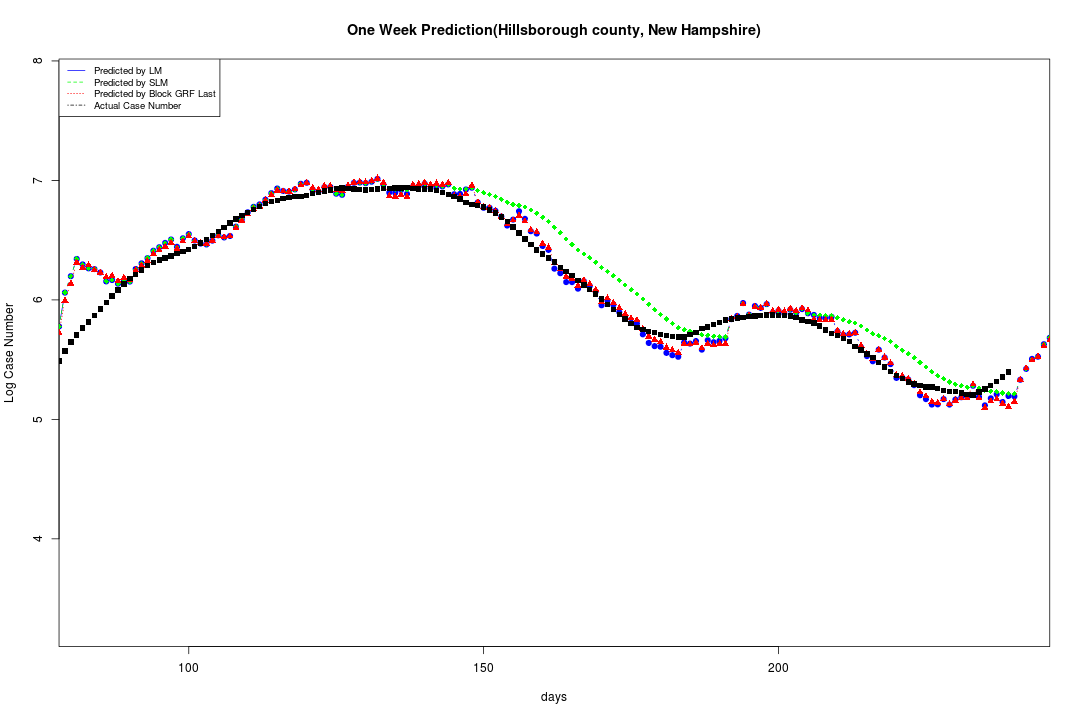 One Week Prediction(Hillsborough county, New Hampshire)
Predicted by LM
Predicted by SLM
Predicted by Block GRF Last
Actual Case Number
8
7
6
5
4
Log Case Number
100 150 200
days